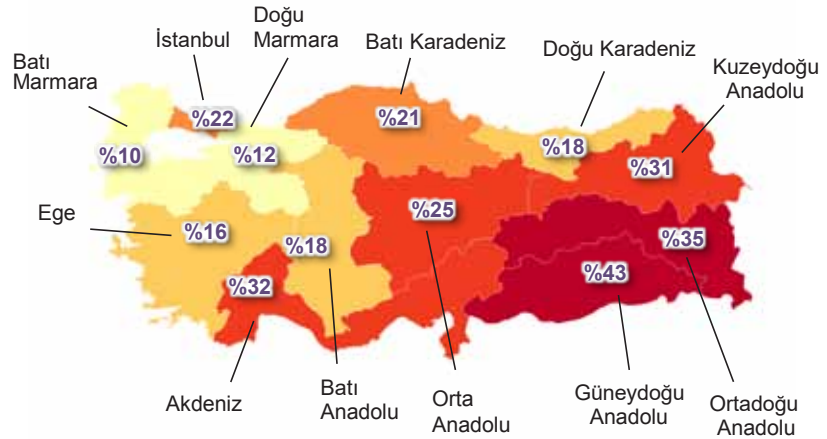 Doğu
Marmara
İstanbul
Batı Karadeniz
Doğu Karadeniz
Batı
Marmara
Kuzeydoğu
Anadolu
%22
%21
%10
%12
%18
%31
Ege
%16
%18
%25
%35
%32
%43
Akdeniz
Batı
Anadolu
Orta
Anadolu
Güneydoğu
Anadolu
Ortadoğu
Anadolu